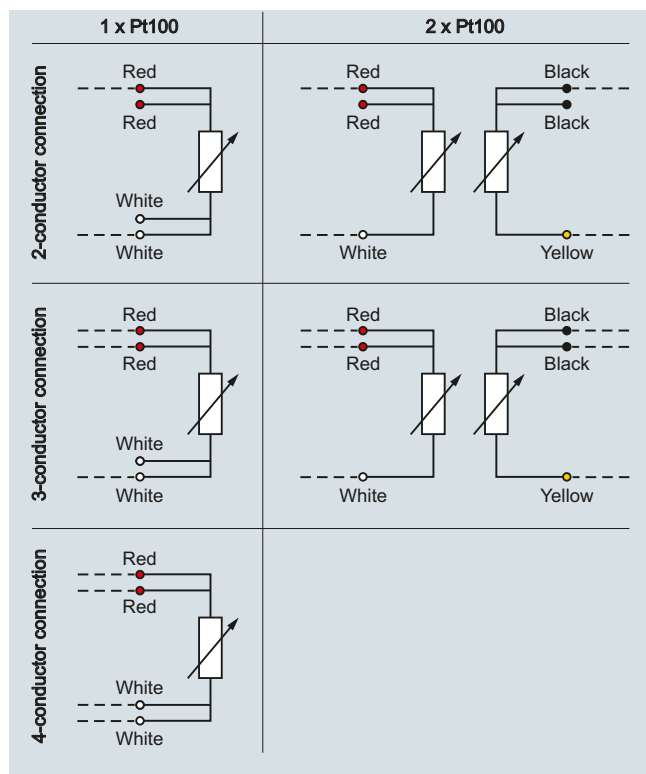 1 x Pt100
2 x Pt100
2-conductor connection
Red
Red
White
White
Red
Red
White
Black
Black
Yellow
3-conductor connection
Red
Red
White
White
Red
Red
White
Black
Black
Yellow
4-conductor connection
Red
Red
White
White